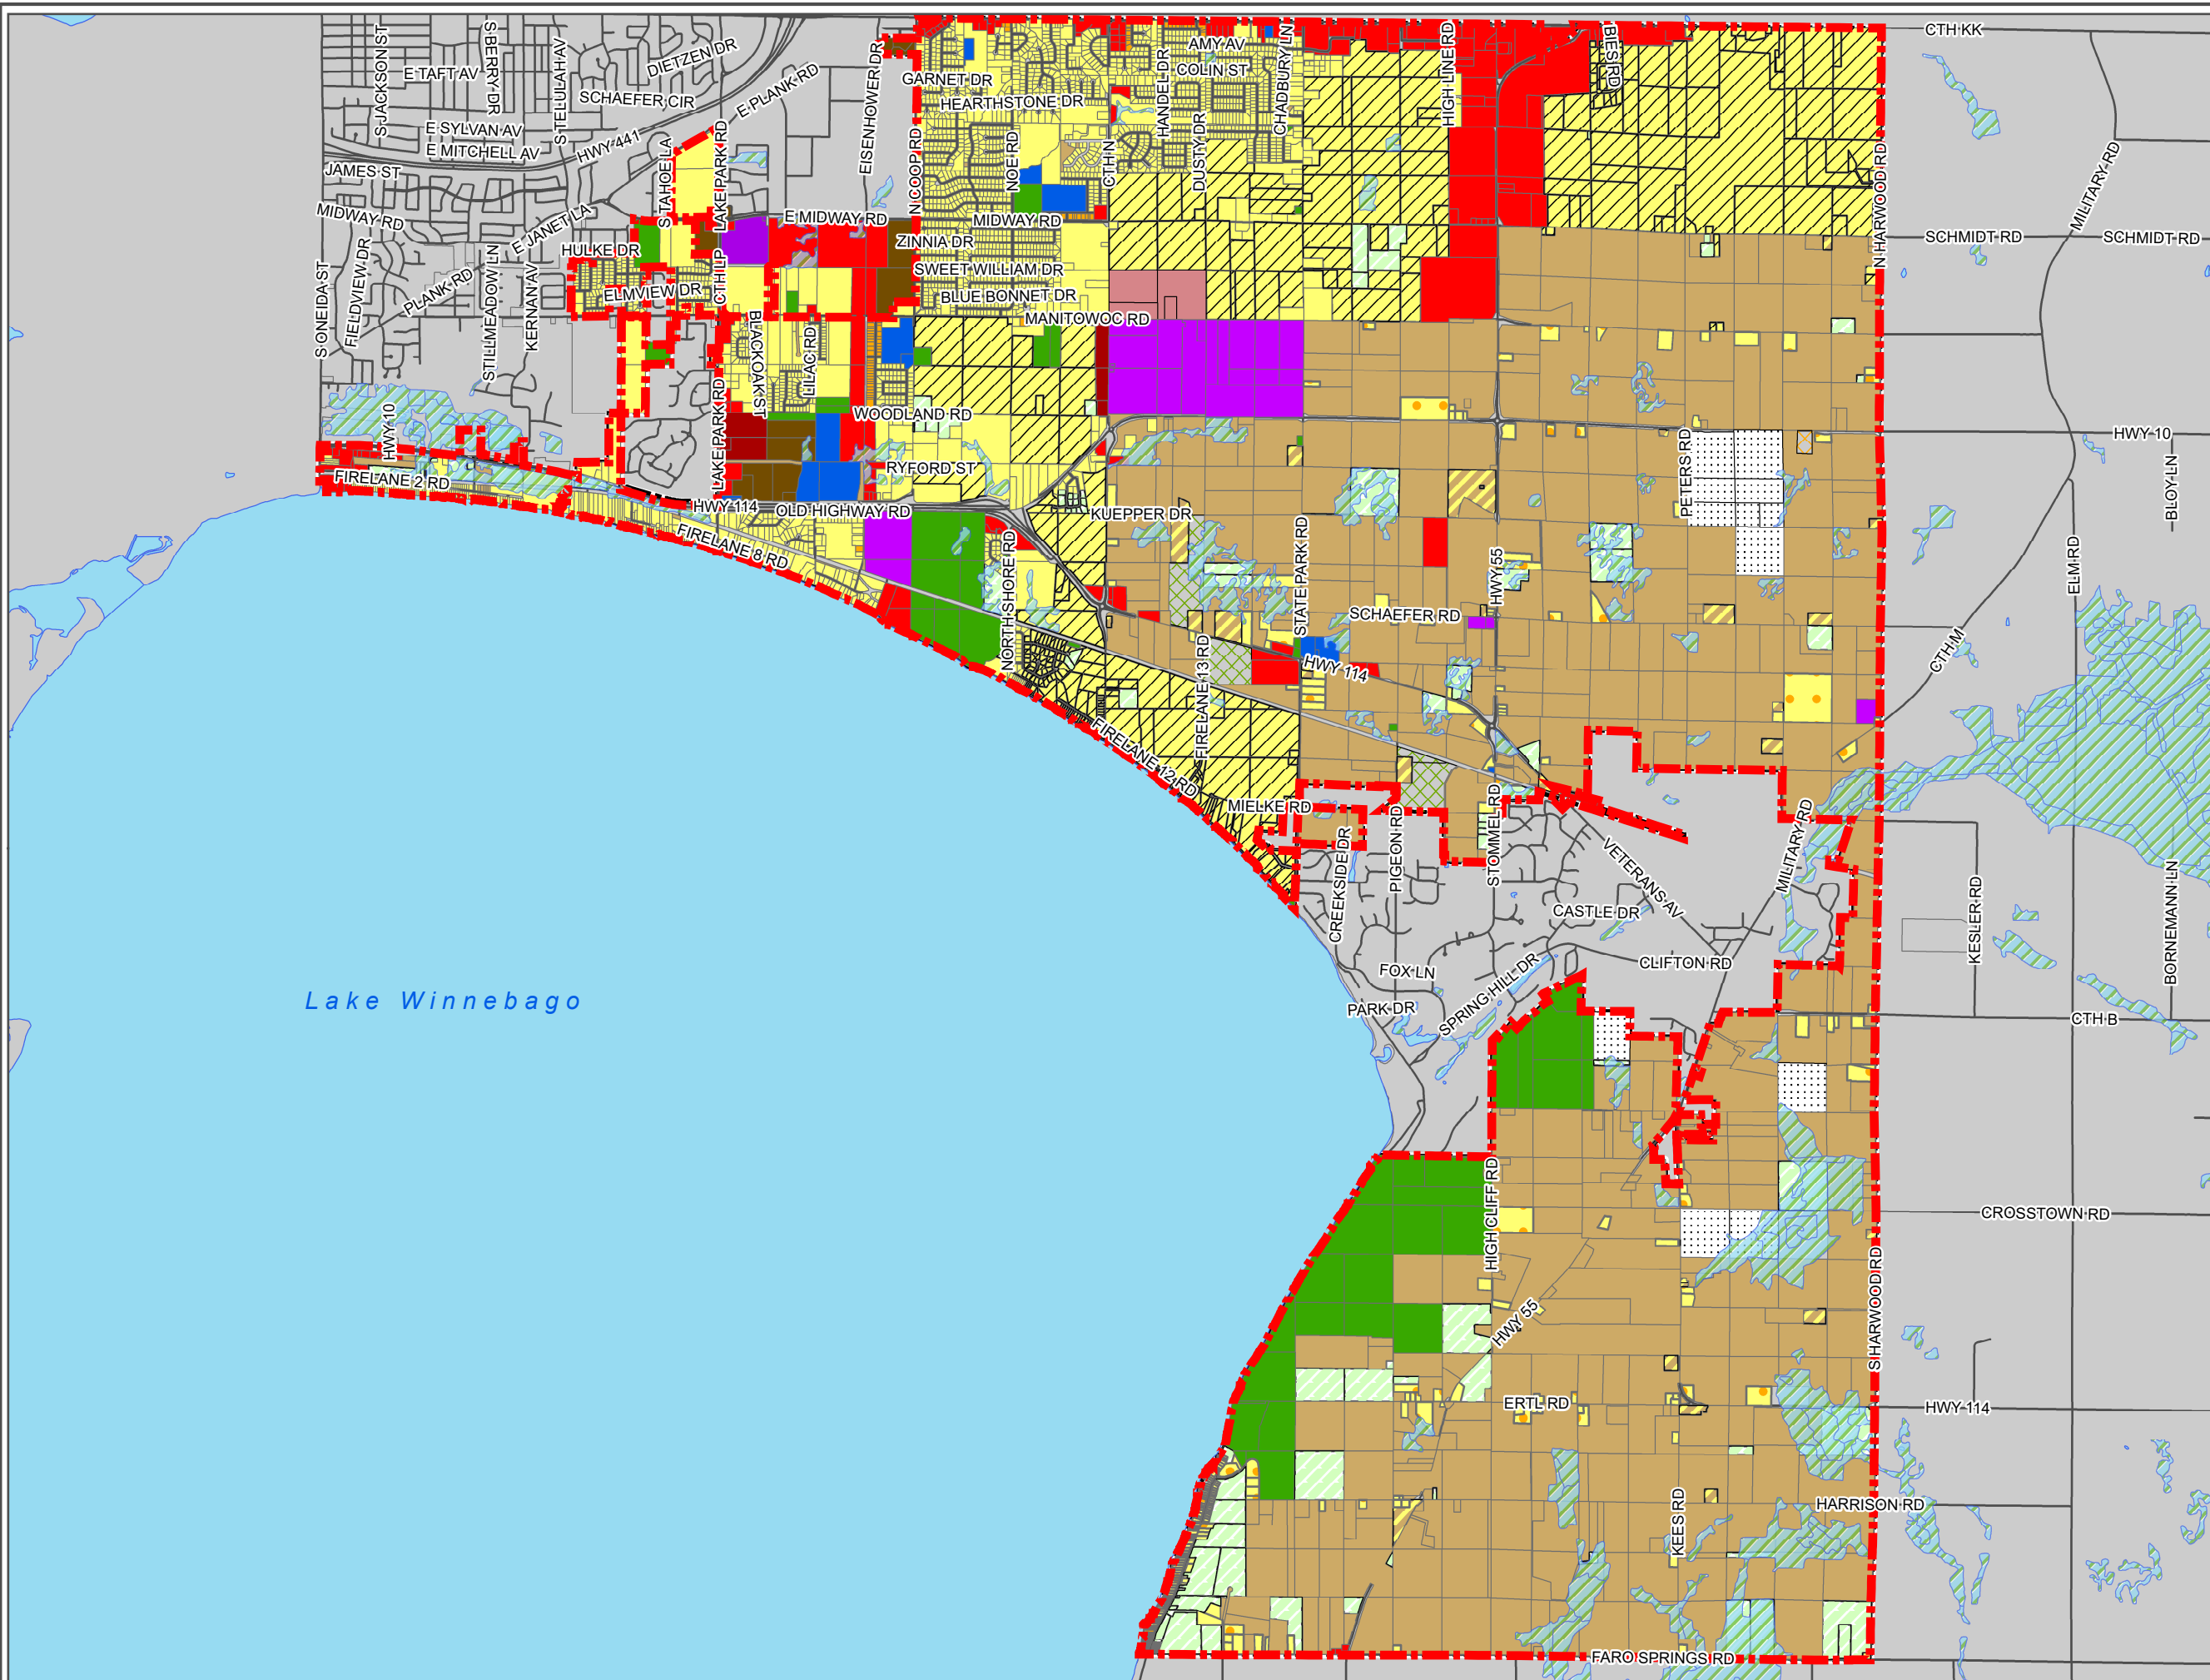 S JACKSON ST
S BERRY DR
S TELULAH AV
DIETZEN DR
E TAFT AV
SCHAEFER CIR
E PLANK RD
E SYLVAN AV
E MITCHELL AV
HWY 441
JAMES ST
MIDWAY RD
S TAHOE LA
LAKE PARK RD
EISENHOWER DR
N COOP RD
GARNET DR
HEARTHSTONE DR
NOE RD
CTH N
HANDEL DR
AMY AV
COLIN ST
DUSTY DR
CHADBURY LN
HIGH LINE RD
BIES RD
CTH KK
N HARWOOD RD
MILITARY RD
SCHMIDT RD
SCHMIDT RD
E MIDWAY RD
MIDWAY RD
ZINNIA DR
SWEET WILLIAM DR
BLUE BONNET DR
MANITOWOC RD
E JANET LA
HULKE DR
ELMVIEW DR
CTH LP
S ONEIDA ST
FIELDVIEW DR
PLANK RD
STILLMEADOW LN
KERNAN AV
BLACKOAK ST
LILAC RD
WOODLAND RD
LAKE PARK RD
HWY 10
FIRELANE 2 RD
RYFORD ST
HWY 114
OLD HIGHWAY RD
FIRELANE 8 RD
KUEPPER DR
NORTH SHORE RD
STATE PARK RD
HWY 55
PETERS RD
HWY 10
BLOY LN
ELM RD
SCHAEFER RD
CTH M
HWY 114
FIRELANE 13 RD
FIRELANE 12 RD
MIELKE RD
CREEKSIDE DR
PIGEON RD
STOMMEL RD
VETERANS AV
MILITARY RD
CASTLE DR
CLIFTON RD
KESLER RD
BORNEMANN LN
FOX LN
SPRING HILL DR
PARK DR
Lake Winnebago
CTH B
HIGH CLIFF RD
CROSSTOWN RD
S HARWOOD RD
HWY 55
ERTL RD
HWY 114
KEES RD
HARRISON RD
FARO SPRINGS RD